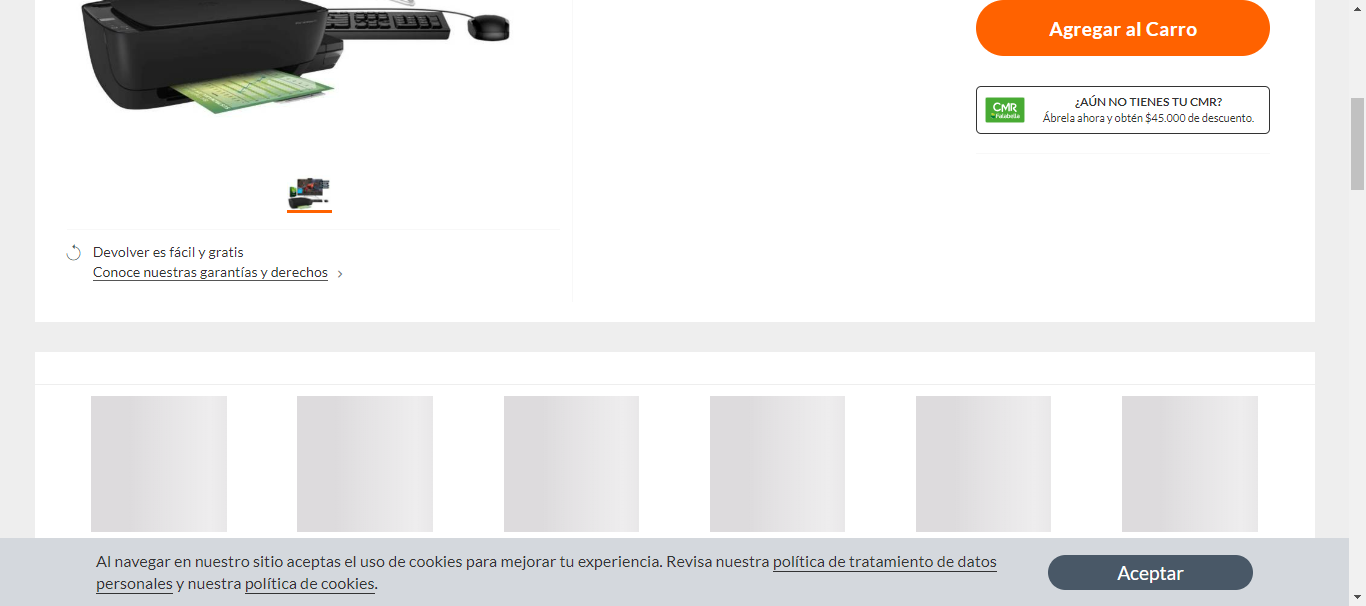 Agregar al Carro
CMR
Falabella
¿AÚN NO TIENES TU CMR?
Ábrela ahora y obtén $45.000 de descuento.
Devolver es fácil y gratis
Conoce nuestras garantías y derechos
Al navegar en nuestro sitio aceptas el uso de cookies para mejorar tu experiencia. Revisa nuestra política de tratamiento de datos
personales y nuestra política de cookies.
Aceptar